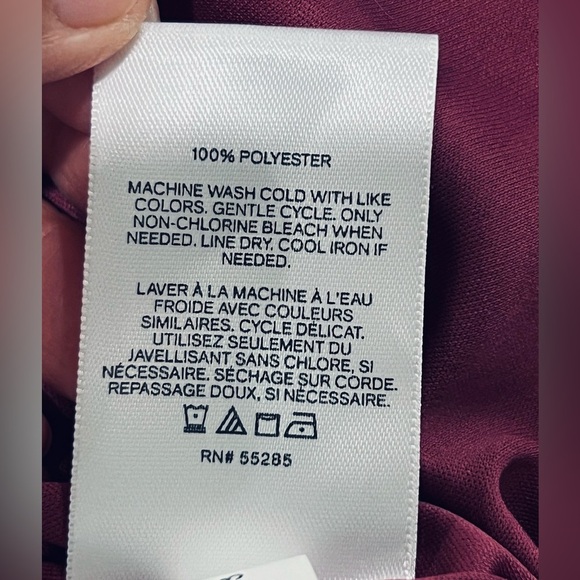 100% POLYESTER
MACHINE WASH COLD WITH LIKE
COLORS. GENTLE CYCLE. ONLY
NON-CHLORINE BLEACH WHEN
NEEDED. LINE DRY. COOL IRON IF
NEEDED.
LAVER À LA MACHINE À L'EAU
FROIDE AVEC COULEURS
SIMILAIRES. CYCLE DÉLICAT.
UTILISEZ SEULEMENT DU
JAVELLISANT SANS CHLORE, SI
NÉCESSAIRE. SÉCHAGE SUR CORDE.
REPASSAGE DOUX, SI NÉCESSAIRE.
RN# 55285